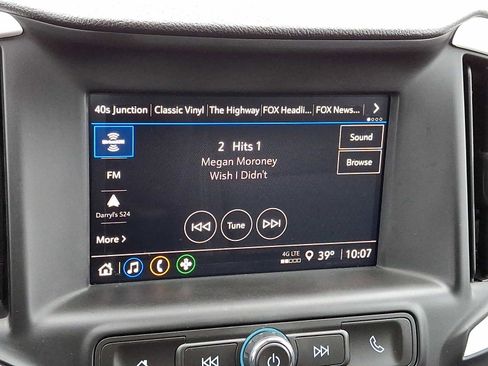 40s Junction Classic Vinyl The Highway FOX Headli... FOX News...
2 Hits 1
Sound
Megan Moroney
Browse
FM
Wish I Didn't
Darryl's S24
Tune
More
4G LTE
39° 10:07